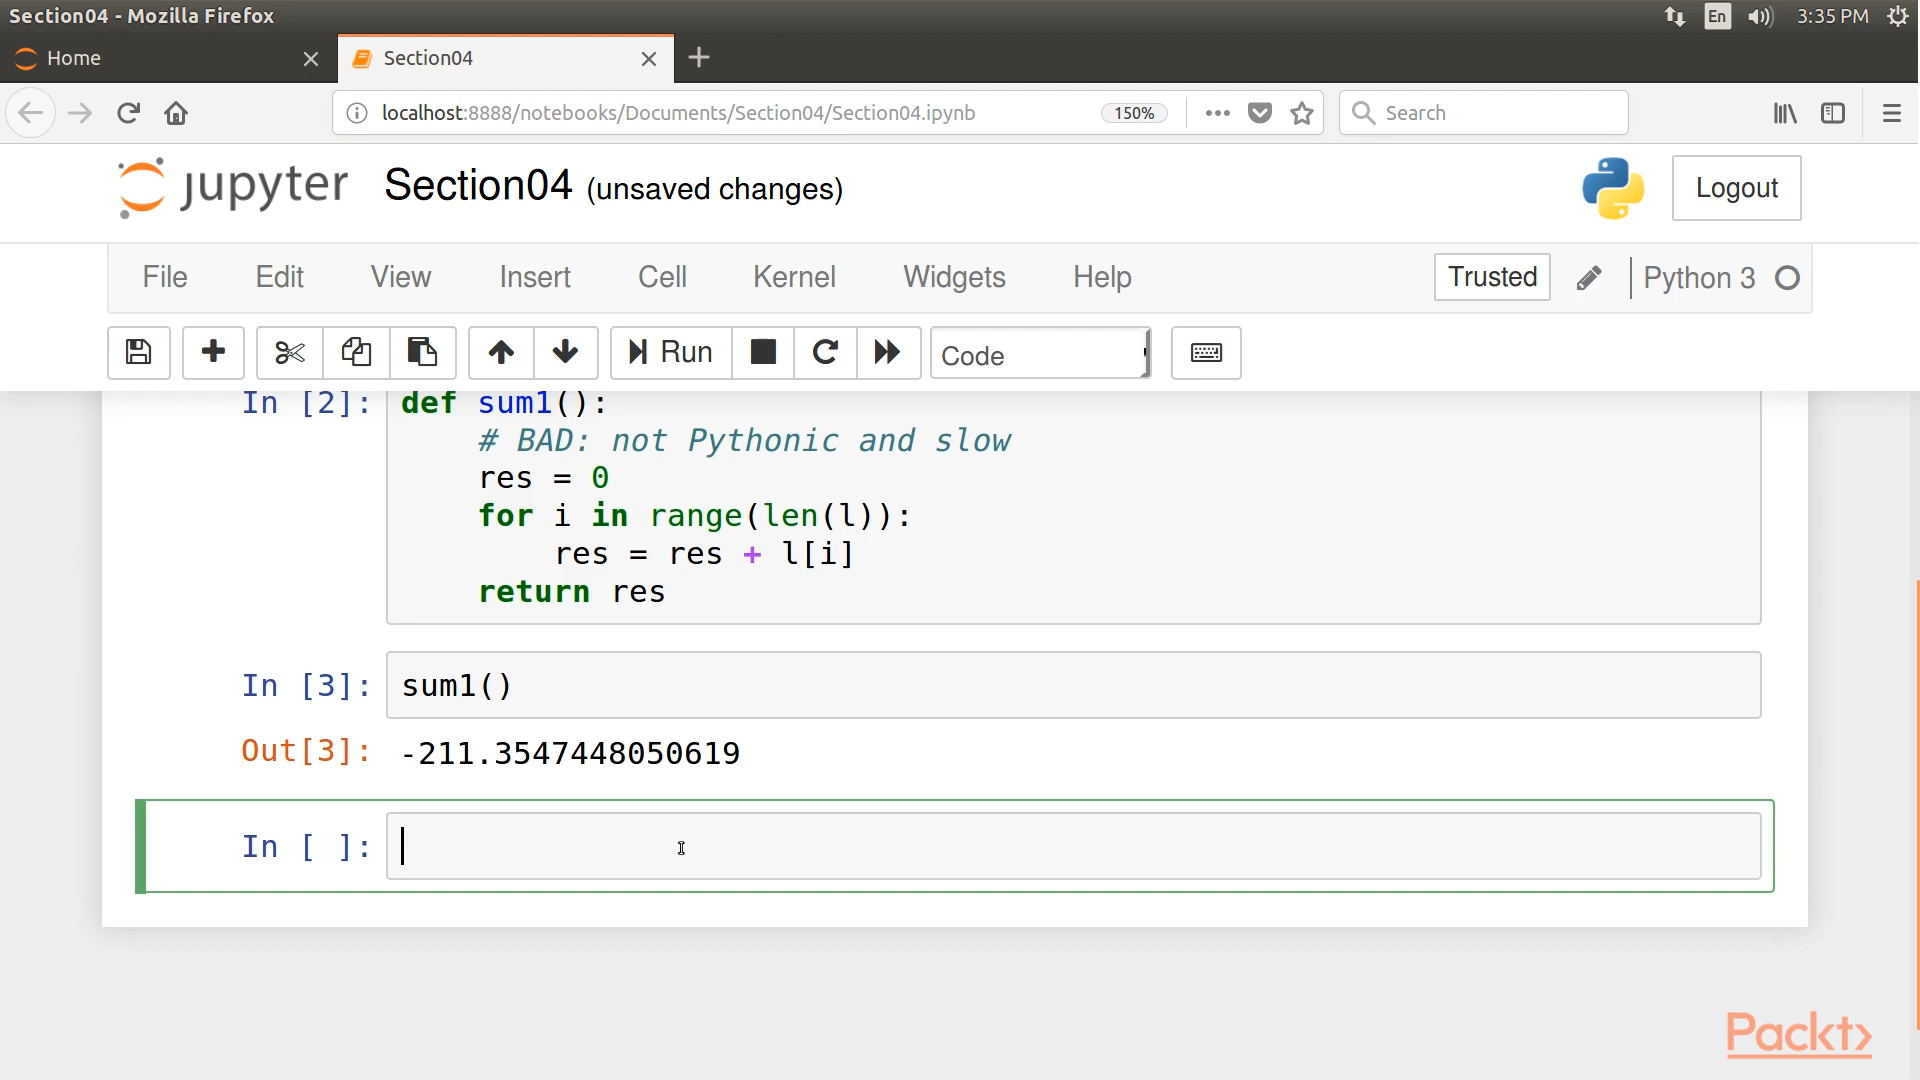 Section04 - Mozilla Firefox
En
3:35 PM
Home
Section04
localhost:8888/notebooks/Documents/Section04/Section04.ipynb
150%
Search
jupyter
Section04 (unsaved changes)
Logout
File
Edit
View
Insert
Cell
Kernel
Widgets
Help
Trusted
Python 3
Run
Code
In [2]:
def sum1():
    # BAD: not Pythonic and slow
    res = 0
    for i in range(len(l)):
        res = res + l[i]
    return res
In [3]:
sum1()
Out[3]:
-211.3547448050619
In [ ]:
Packt>